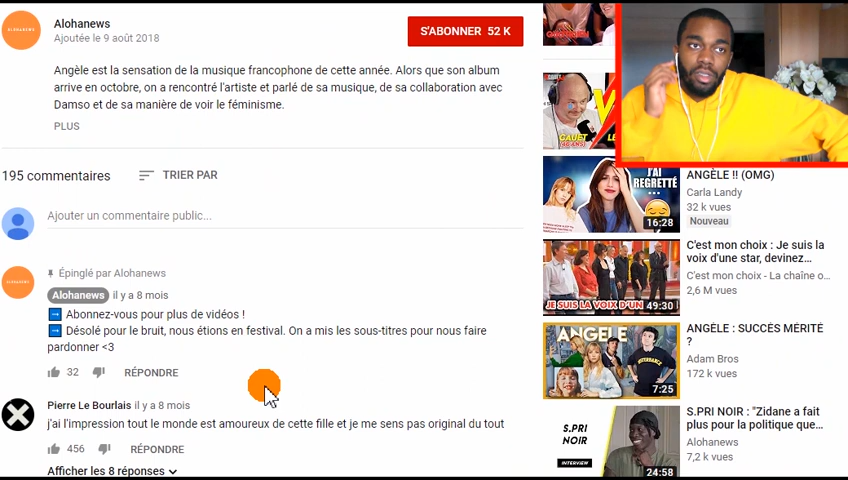 ALOHANEWS
Alohanews
Ajoutée le 9 août 2018
S'ABONNER 52 K
Angèle est la sensation de la musique francophone de cette année. Alors que son album
arrive en octobre, on a rencontré l'artiste et parlé de sa musique, de sa collaboration avec
Damso et de sa manière de voir le féminisme.
PLUS
195 commentaires
TRIER PAR
Ajouter un commentaire public...
Épinglé par Alohanews
Alohanews il y a 8 mois
Abonnez-vous pour plus de vidéos !
Désolé pour le bruit, nous étions en festival. On a mis les sous-titres pour nous faire
pardonner <3
32 RÉPONDRE
Pierre Le Bourlais il y a 8 mois
j'ai l'impression tout le monde est amoureux de cette fille et je me sens pas original du tout
456 RÉPONDRE
Afficher les 8 réponses
CAUET
J'AI
REGRETTÉ
16:28
ANGÈLE !! (OMG)
Carla Landy
32 k vues
Nouveau
JE SUIS LA VOIX D'UN
49:30
C'est mon choix : Je suis la
voix d'une star, devinez...
C'est mon choix - La chaîne o...
2,6 M vues
ANGÈLE
7:25
ANGÈLE : SUCCÈS MÉRITÉ
?
Adam Bros
172 k vues
S.PRI
NOIR
INTERVIEW
24:58
S.PRI NOIR : "Zidane a fait
plus pour la politique que...
Alohanews
7,2 k vues